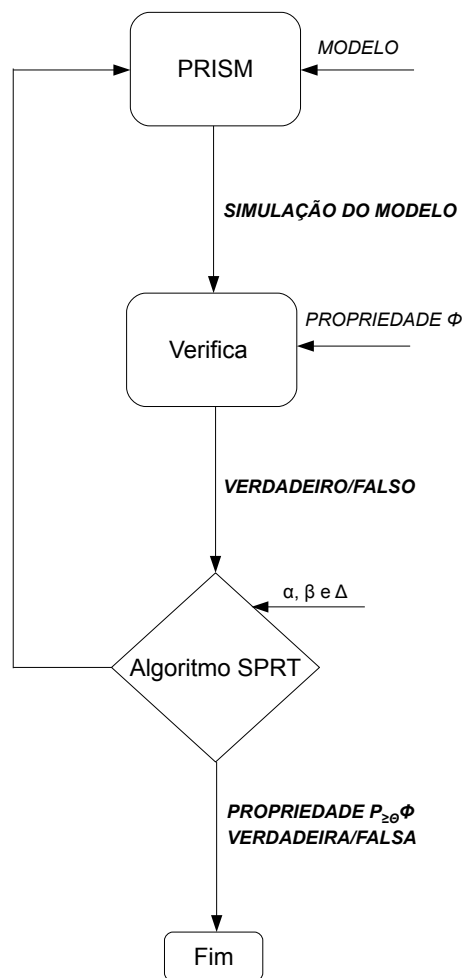 PRISM
MODELO
SIMULAÇÃO DO MODELO
PROPRIEDADE Φ
Verifica
VERDADEIRO/FALSO
α, β e Δ
Algoritmo SPRT
PROPRIEDADE P≥ΘΦ
VERDADEIRA/FALSA
Fim